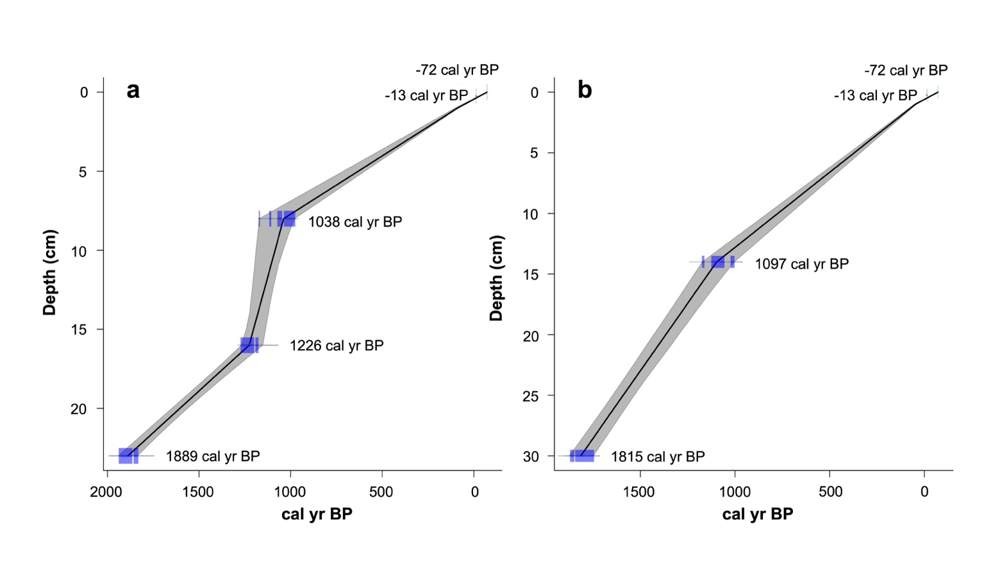 -72 cal yr BP
a
0
-13 cal yr BP
5
1038 cal yr BP
10
15
1226 cal yr BP
20
1889 cal yr BP
Depth (cm)
2000 1500 1000 500 0
cal yr BP
-72 cal yr BP
b
0
-13 cal yr BP
5
10
15
1097 cal yr BP
20
25
30
1815 cal yr BP
Depth (cm)
1500 1000 500 0
cal yr BP